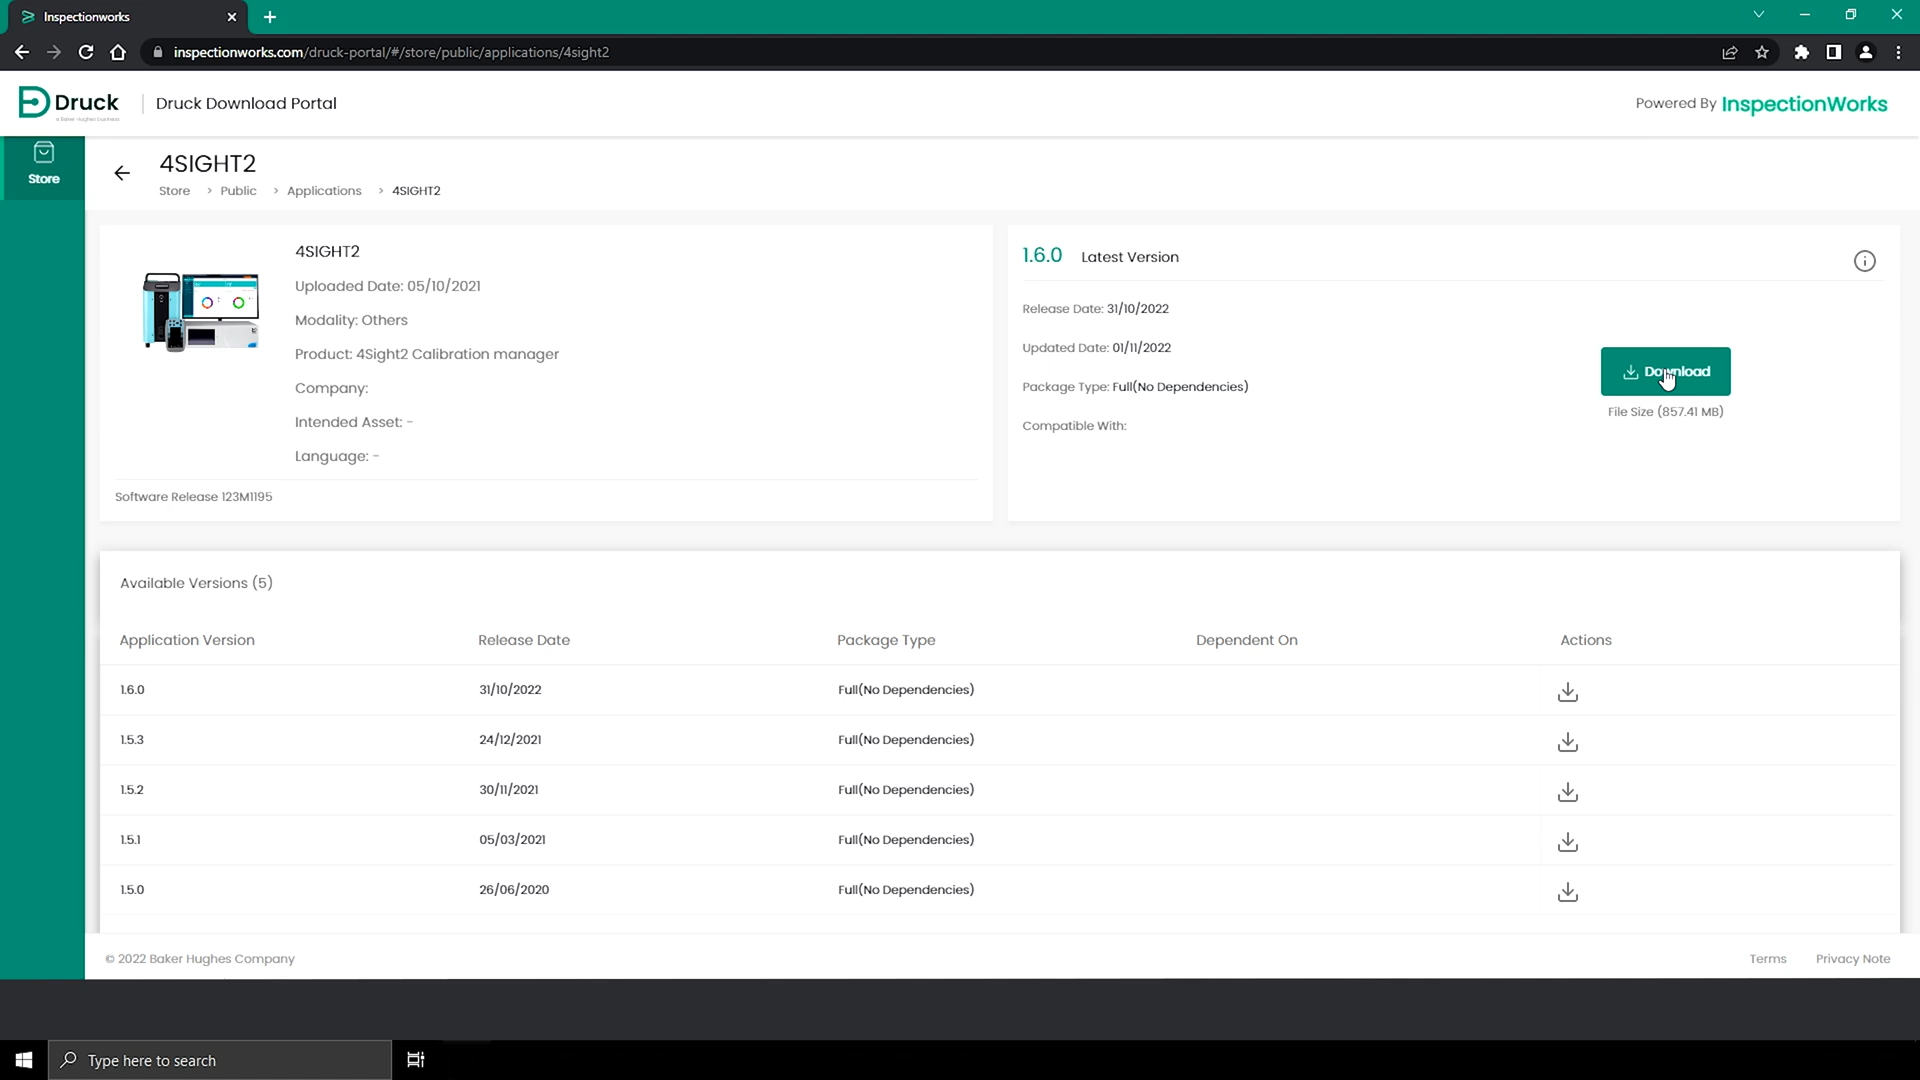 Inspectionworks
inspectionworks.com/druck-portal/#/store/public/applications/4sight2
Druck
a Baker Hughes business
Druck Download Portal
Powered By InspectionWorks
Store
4SIGHT2
Store > Public > Applications > 4SIGHT2
4SIGHT2
Uploaded Date: 05/10/2021
Modality: Others
Product: 4Sight2 Calibration manager
Company:
Intended Asset: -
Language: -
Software Release 123M1195
1.6.0 Latest Version
Release Date: 31/10/2022
Updated Date: 01/11/2022
Package Type: Full(No Dependencies)
Compatible With:
Download
File Size (857.41 MB)
Available Versions (5)
Application Version Release Date Package Type Dependent On Actions
1.6.0 31/10/2022 Full(No Dependencies)
1.5.3 24/12/2021 Full(No Dependencies)
1.5.2 30/11/2021 Full(No Dependencies)
1.5.1 05/03/2021 Full(No Dependencies)
1.5.0 26/06/2020 Full(No Dependencies)
© 2022 Baker Hughes Company
Terms Privacy Note
Type here to search